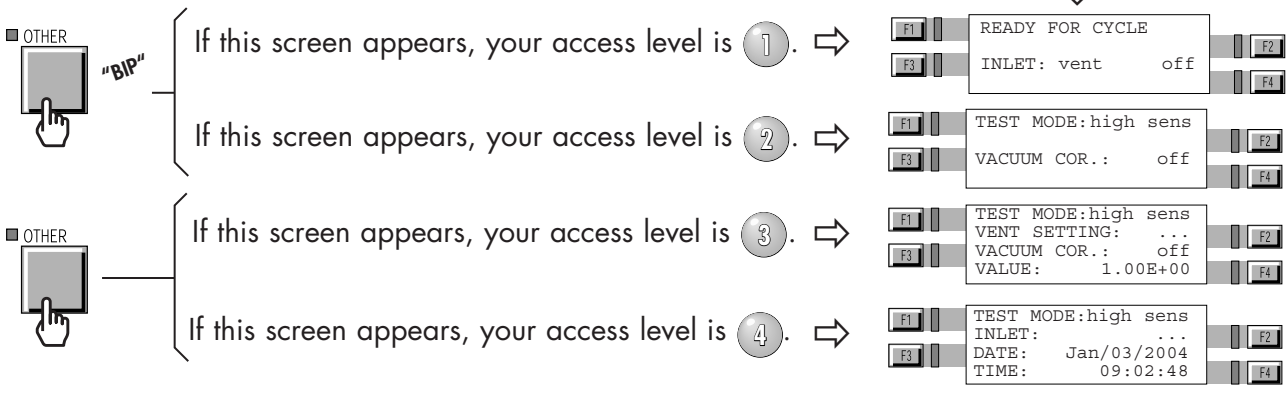 OTHER
"BIP"
If this screen appears, your access level is 1. ⇨
F1
READY FOR CYCLE
F2
F3
INLET: vent off
F4
If this screen appears, your access level is 2. ⇨
F1
TEST MODE:high sens
F2
F3
VACUUM COR.: off
F4
OTHER
If this screen appears, your access level is 3. ⇨
F1
TEST MODE:high sens
VENT SETTING: ...
F2
F3
VACUUM COR.: off
VALUE: 1.00E+00
F4
If this screen appears, your access level is 4. ⇨
F1
TEST MODE:high sens
INLET: ...
F2
F3
DATE: Jan/03/2004
TIME: 09:02:48
F4